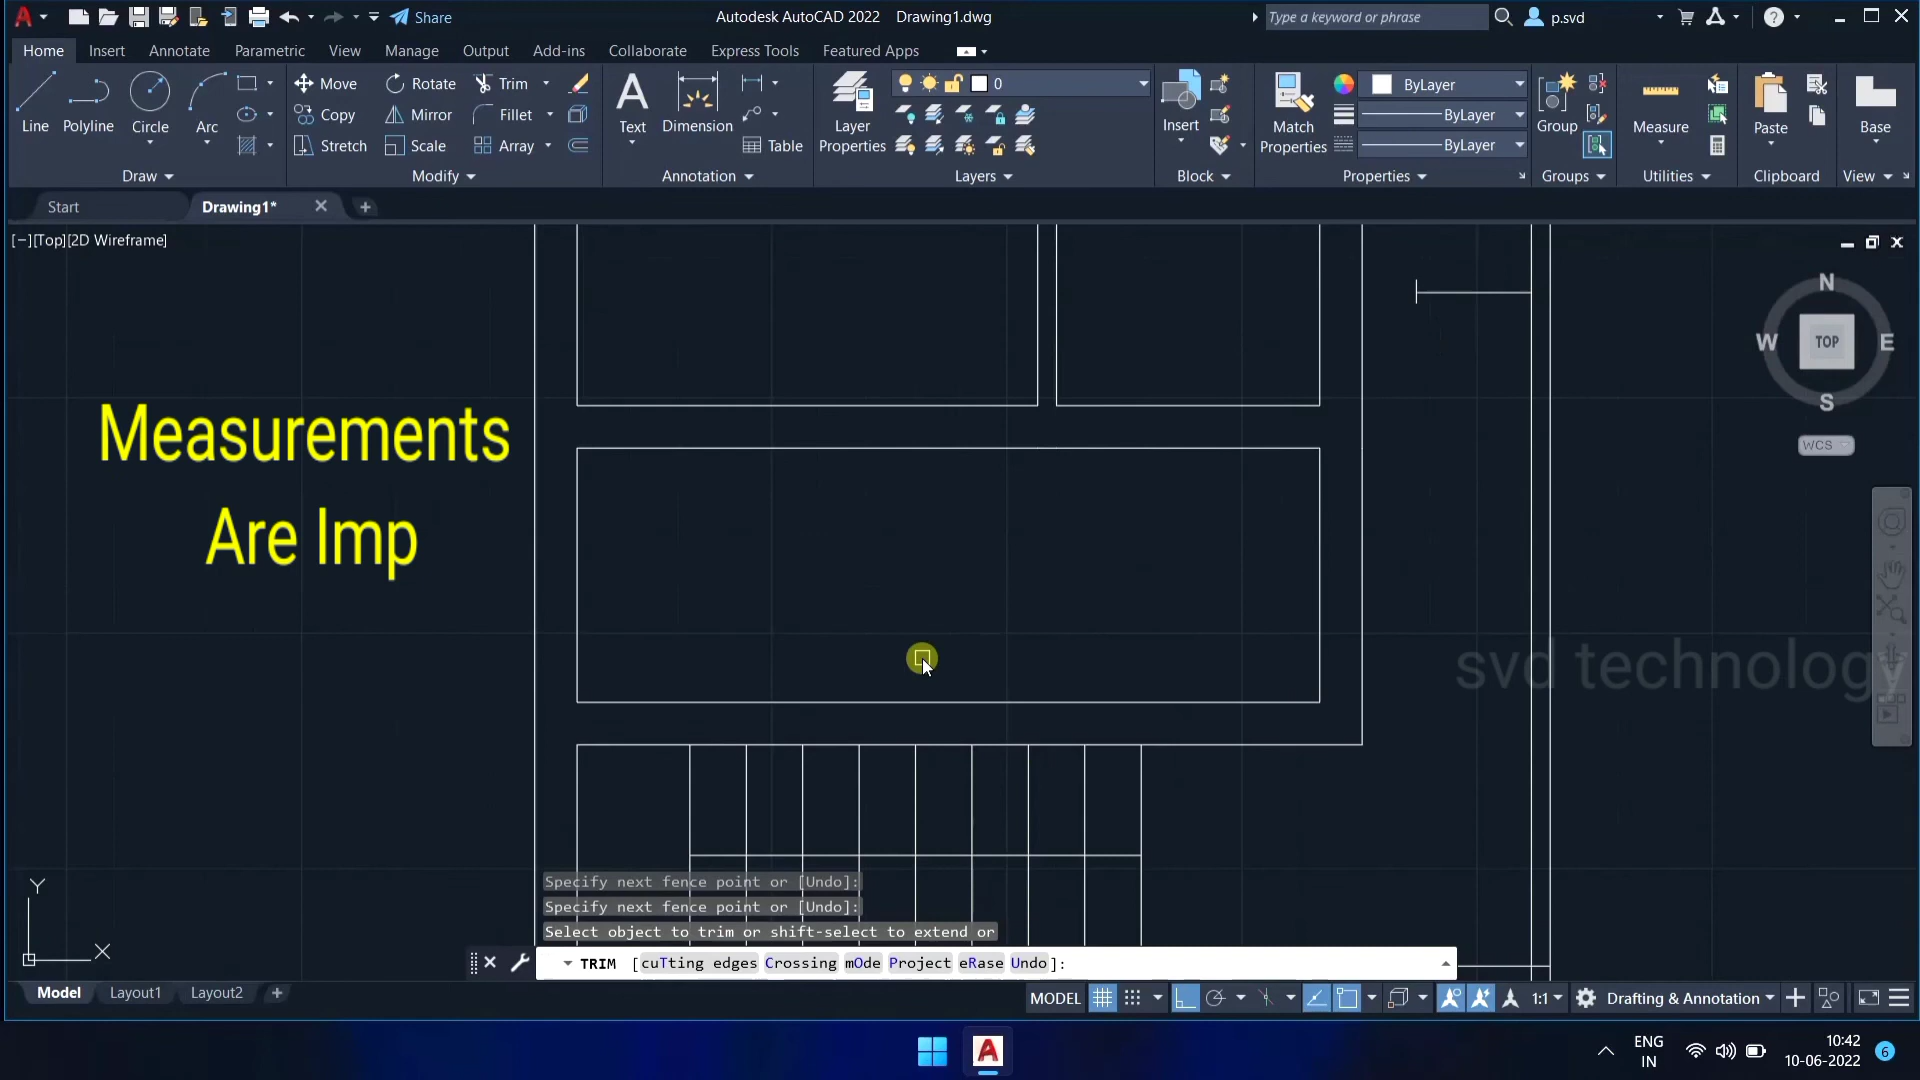 Share
Autodesk AutoCAD 2022 Drawing1.dwg
Type a keyword or phrase
p.svd
Home Insert Annotate Parametric View Manage Output Add-ins Collaborate Express Tools Featured Apps
Line Polyline Circle Arc
Draw
Move Rotate Trim
Copy Mirror Fillet
Stretch Scale Array
Modify
Text Dimension Table
Annotation
Layer Properties
0
Layers
Insert
Block
Match Properties
ByLayer
ByLayer
ByLayer
Properties
Group
Groups
Measure
Utilities
Paste
Clipboard
Base
View
Start Drawing1*
[−][Top][2D Wireframe]
N
W TOP E
S
WCS
Measurements
Are Imp
svd technology
Specify next fence point or [Undo]:
Specify next fence point or [Undo]:
Select object to trim or shift-select to extend or
TRIM [cuTting edges Crossing mOde Project eRase Undo]:
Y
X
Model Layout1 Layout2
MODEL 1:1 Drafting & Annotation
ENG
IN
10:42
10-06-2022
6